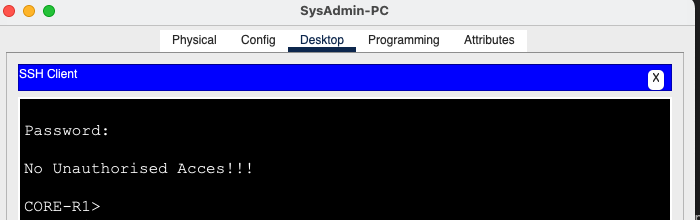 SysAdmin-PC
Physical Config Desktop Programming Attributes
SSH Client
X
Password:
No Unauthorised Acces!!!
CORE-R1>